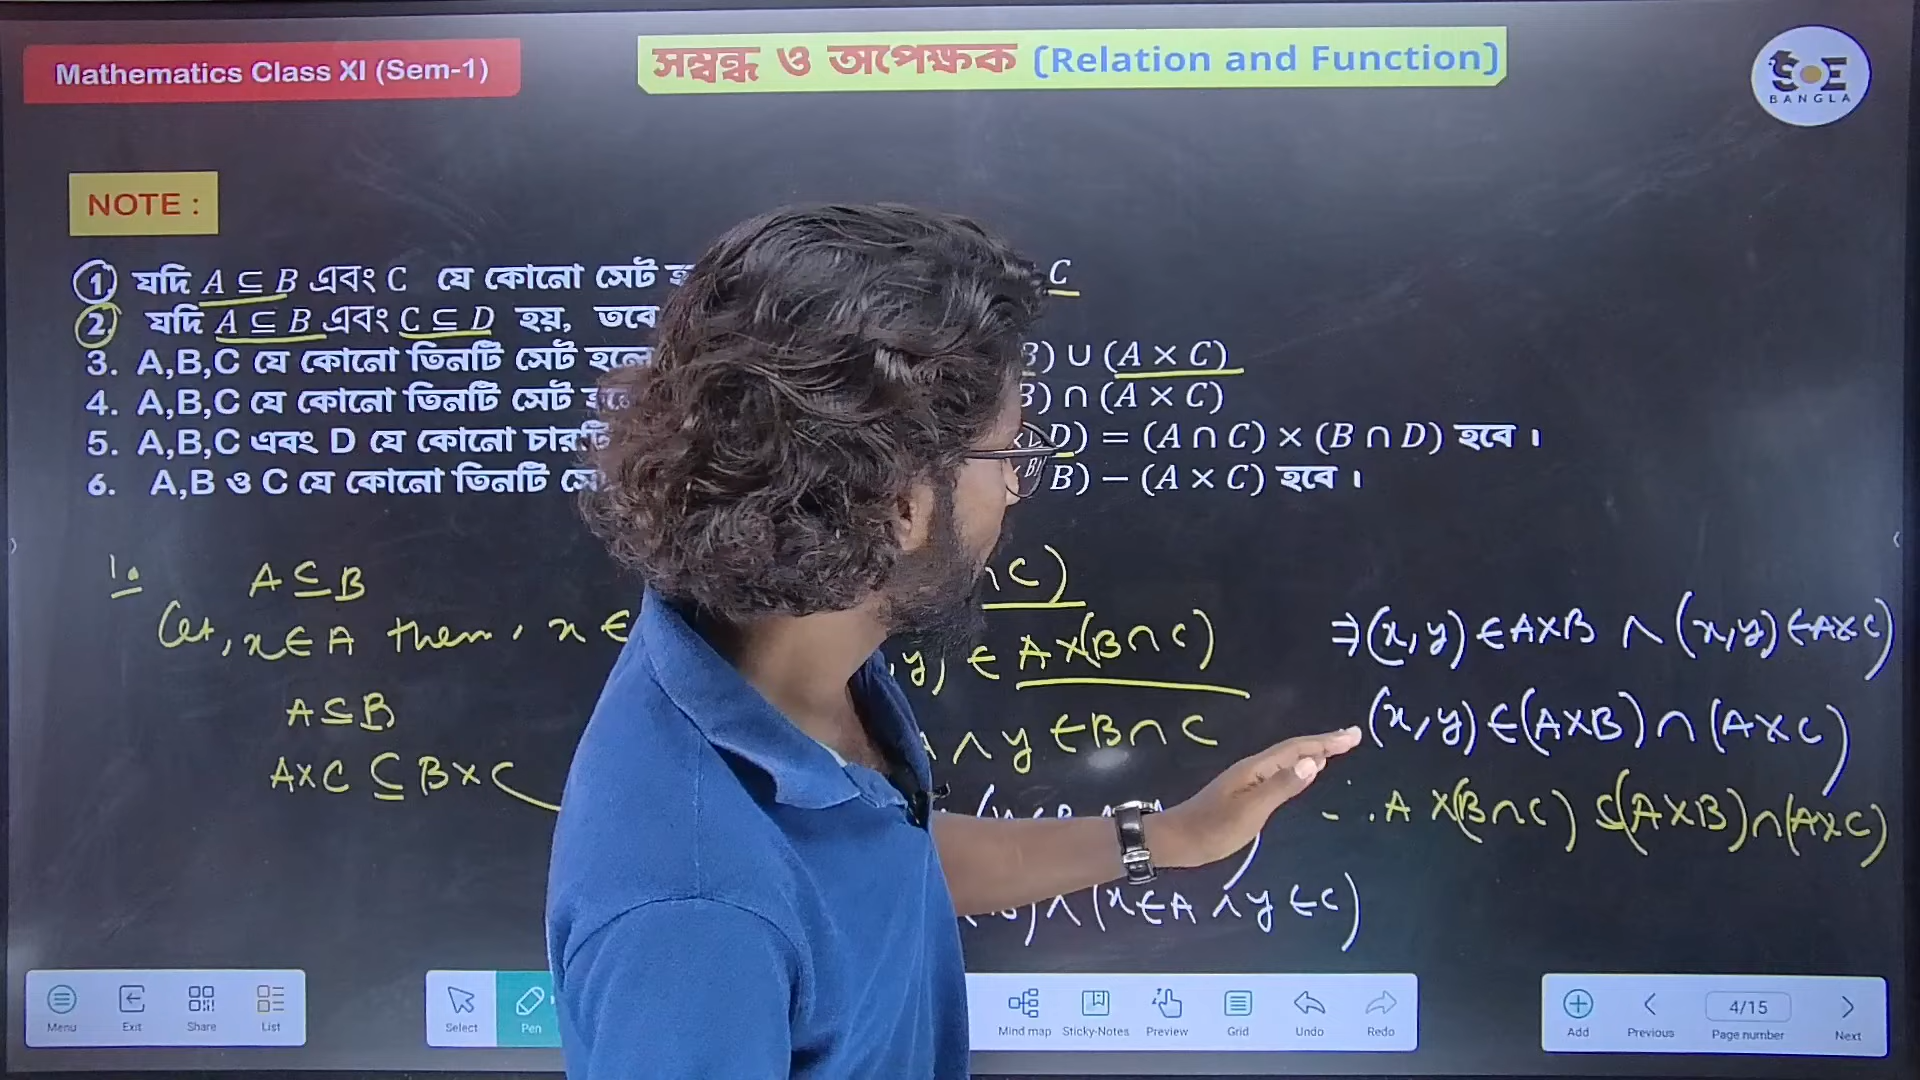 Mathematics Class XI (Sem-1)
সম্বন্ধ ও অপেক্ষক (Relation and Function)
SOE
BANGLA
NOTE :
1. যদি A ⊆ B এবং C যে কোনো সেট C
2. যদি A ⊆ B এবং C ⊆ D হয়, তবে
3. A,B,C যে কোনো তিনটি সেট হলে ) ∪ (A × C)
4. A,B,C যে কোনো তিনটি সেট ) ∩ (A × C)
5. A,B,C এবং D যে কোনো চারটি D) = (A ∩ C) × (B ∩ D) হবে ।
6. A,B ও C যে কোনো তিনটি B) − (A × C) হবে ।
1. A ⊆ B
Let, x ∈ A then, x ∈
A ⊆ B
A×C ⊆ B×C
∩C)
y) ∈ A×(B∩C)
∧ y ∈ B∩C
∧ (x∈A ∧ y∈C)
⇒ (x,y) ∈ A×B ∧ (x,y) ∈ A×C)
(x,y) ∈ (A×B) ∩ (A×C)
∴ A×(B∩C) ⊆ (A×B)∩(A×C)
Menu
Exit
Share
List
Select
Pen
Mind map
Sticky-Notes
Preview
Grid
Undo
Redo
Add
Previous
4/15
Page number
Next